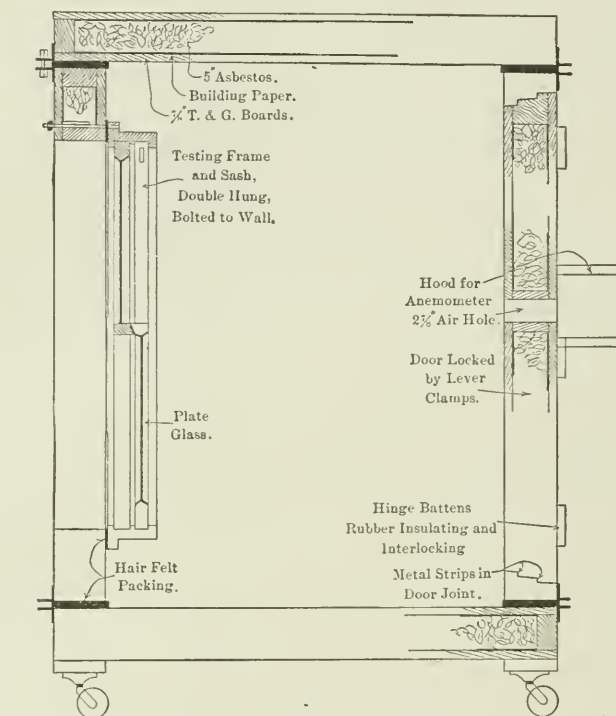 5" Asbestos.
Building Paper.
⅞" T. & G. Boards.
Testing Frame
and Sash,
Double Hung,
Bolted to Wall.
Hood for
Anemometer
2⅞" Air Hole.
Door Locked
by Lever
Clamps.
Plate
Glass.
Hinge Battens
Rubber Insulating and
Interlocking
Hair Felt
Packing.
Metal Strips in
Door Joint.